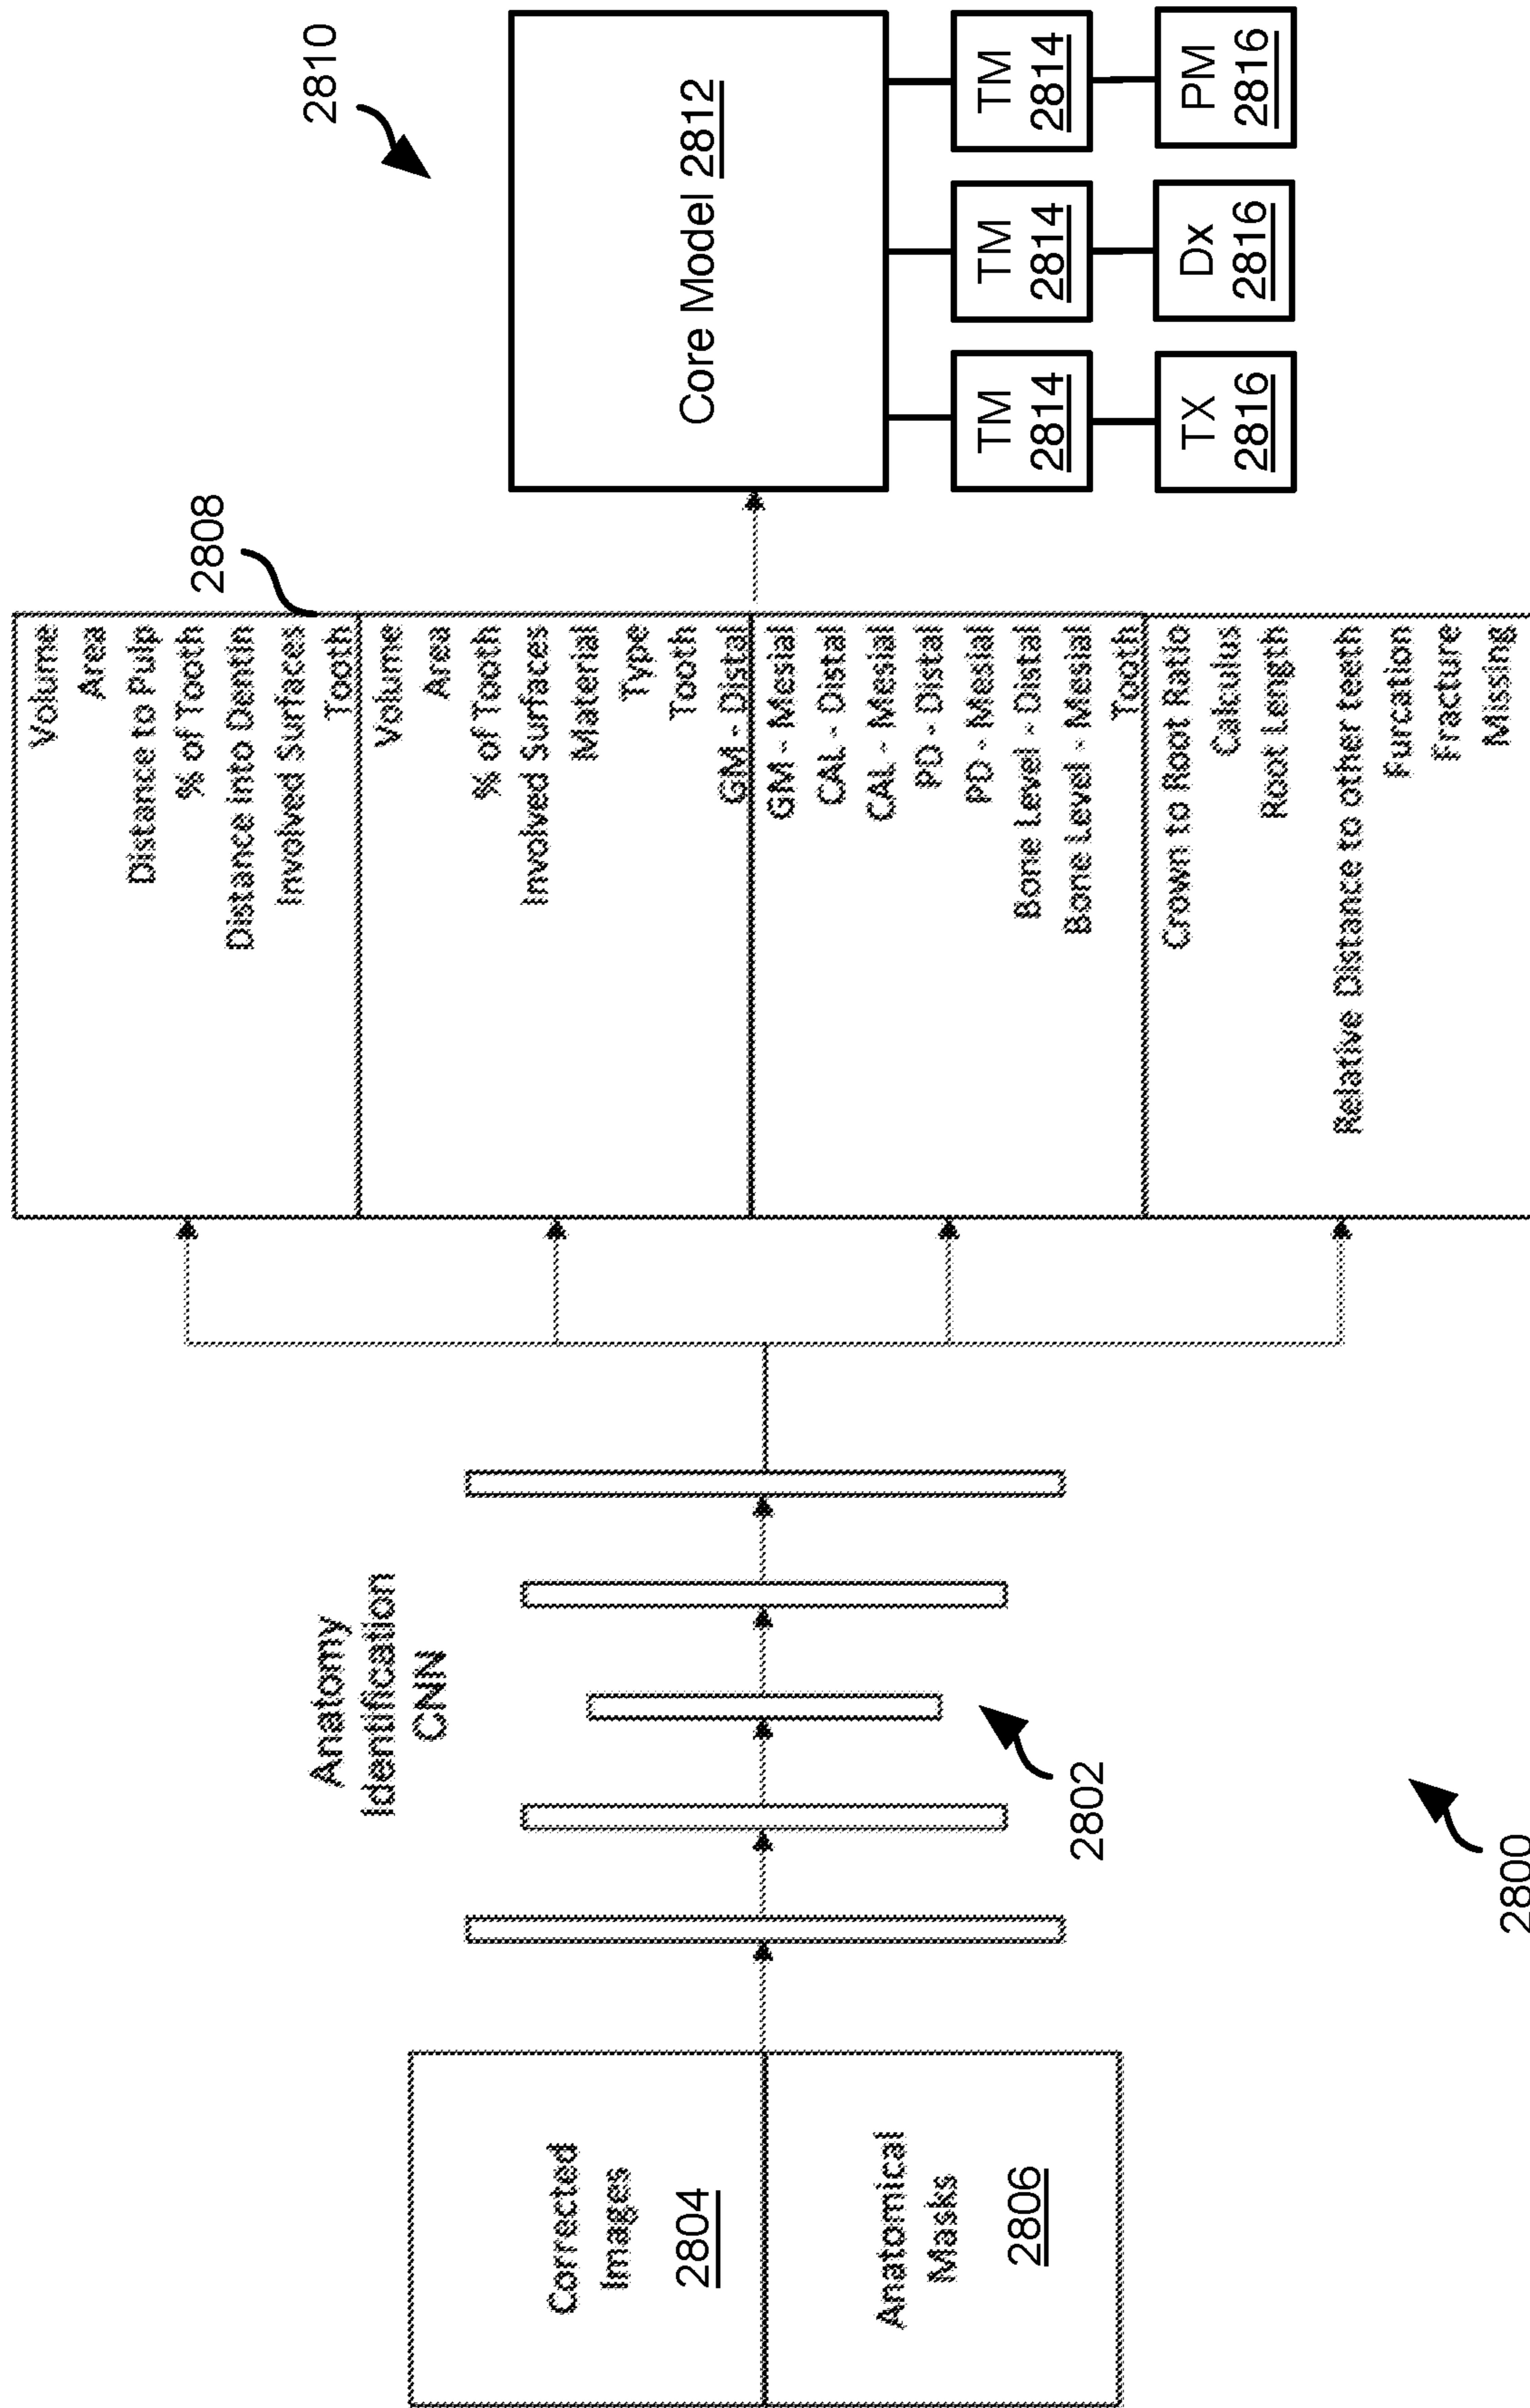 2810
Core Model 2812
TM
2814
TM
2814
TM
2814
TX
2816
Dx
2816
PM
2816
2808
Volume
Area
Distance to Pulp
% of Tooth
Distance into Dentin
Involved Surfaces
Tooth
Volume
Area
% of Tooth
Involved Surfaces
Material
Type
Tooth
GM - Distal
GM - Mesial
CAL - Distal
CAL - Mesial
PD - Distal
PD - Mesial
Bone Level - Distal
Bone Level - Mesial
Tooth
Crown to Root Ratio
Calculus
Root Length
Relative Distance to other teeth
Furcation
Fracture
Missing
Anatomy
Identification
CNN
2802
Corrected
Images
2804
Anatomical
Masks
2806
2800